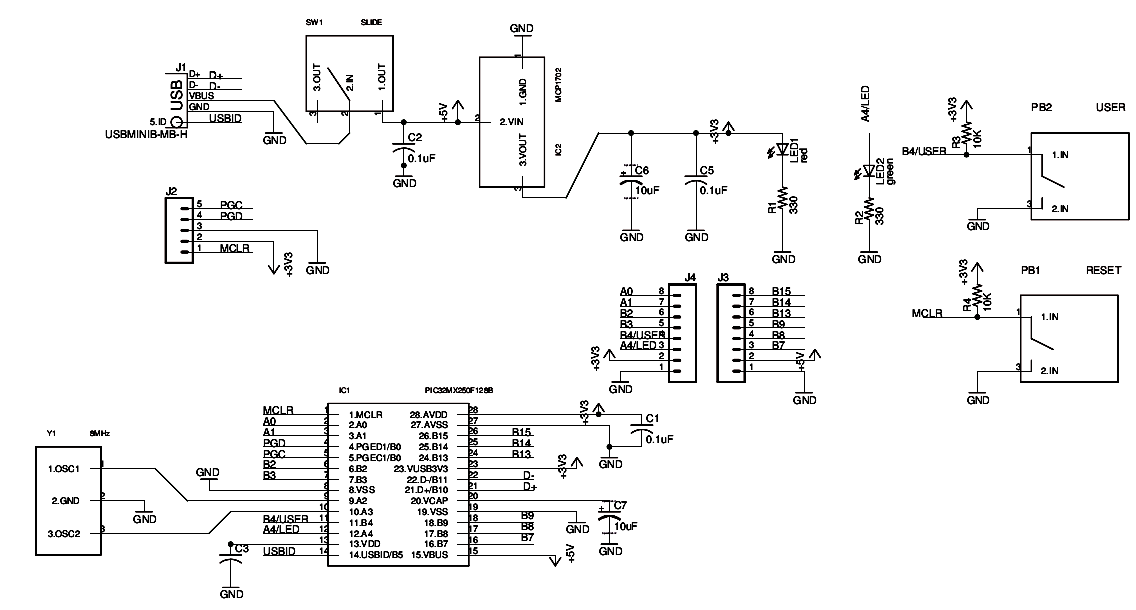 SW1 SLIDE
3.OUT
2.IN
1.OUT
3 2 1
J1
USB
D+ D+
D- D-
VBUS
GND
5.ID USBID
USBMINIB-MB-H
GND
C2
0.1uF
GND
+5V
GND
1
1.GND
2 2.VIN
3.VOUT
3
MCP1702
IC2
C6
10uF
GND
C5
0.1uF
GND
+3V3
LED1
red
R1
330
GND
A4/LED
LED2
green
R2
330
GND
PB2 USER
+3V3
R3
10K
B4/USER
1 1.IN
3 2.IN
GND
J2
5 PGC
4 PGD
3
2
1 MCLR
+3V3
GND
PB1 RESET
+3V3
R4
10K
MCLR
1 1.IN
3 2.IN
GND
J4 J3
A0 8 8 B15
A1 7 7 B14
B2 6 6 B13
B3 5 5 B9
B4/USER 4 4 B8
A4/LED 3 3 B7
+3V3 2 2 +5V
1 1
GND GND
IC1 PIC32MX250F128B
MCLR 1 1.MCLR 28.AVDD 28
A0 2 2.A0 27.AVSS 27
A1 3 3.A1 26.B15 26 B15
PGD 4 4.PGED1/B0 25.B14 25 B14
PGC 5 5.PGEC1/B0 24.B13 24 B13
B2 6 6.B2 23.VUSB3V3 23
B3 7 7.B3 22.D-/B11 22 D-
8 8.VSS 21.D+/B10 21 D+
9 9.A2 20.VCAP 20
10 10.A3 19.VSS 19
B4/USER 11 11.B4 18.B9 18 B9
A4/LED 12 12.A4 17.B8 17 B8
13 13.VDD 16.B7 16 B7
USBID 14 14.USBID/B5 15.VBUS 15
+3V3
C1
0.1uF
GND
+3V3
C7
10uF
GND
GND
+5V
GND
Y1 8MHz
1.OSC1 1
2.GND 2
3.OSC2 3
GND
C3
GND